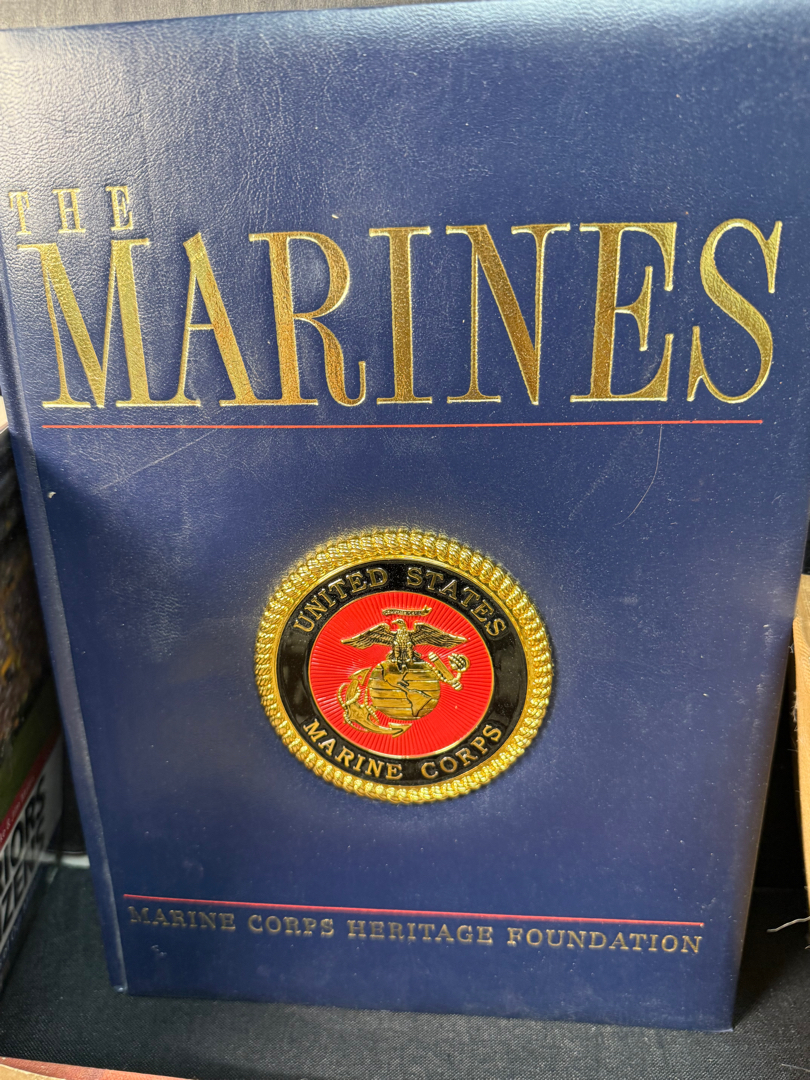 THE
MARINES
UNITED STATES
MARINE CORPS
MARINE CORPS HERITAGE FOUNDATION